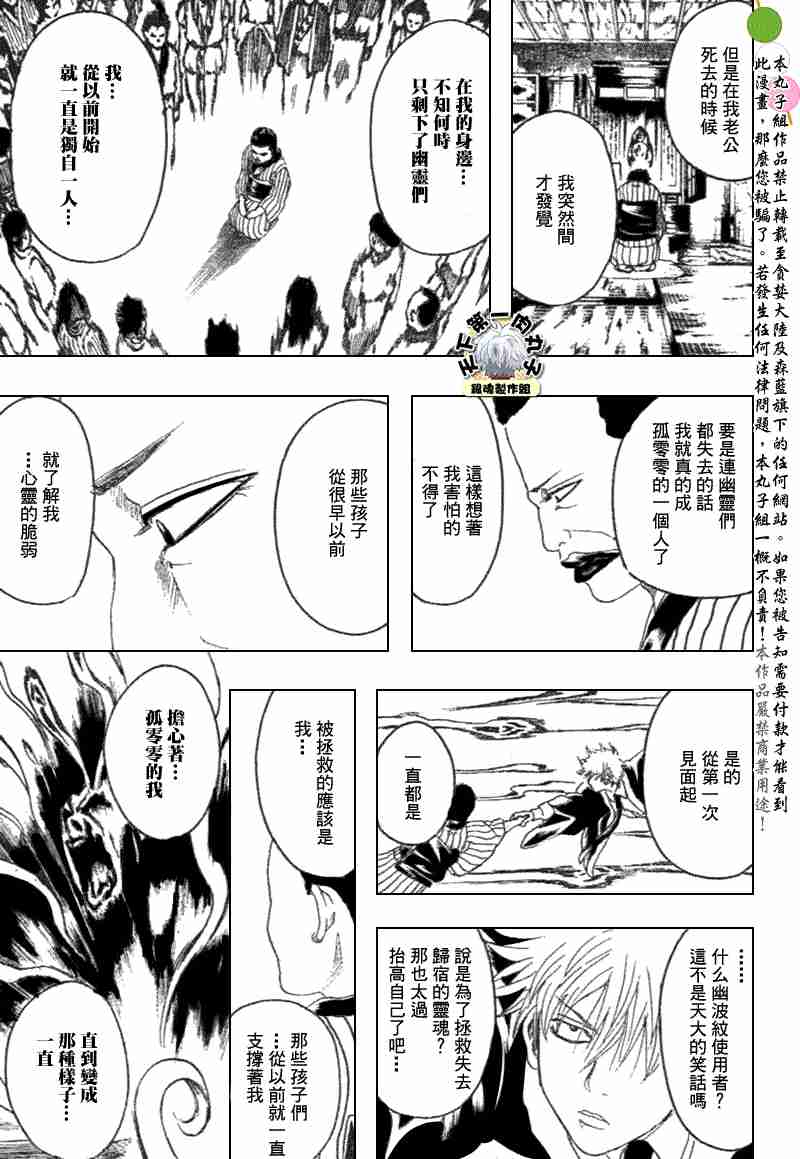 但是在我老公
死去的時候
我突然間
才發覺
在我的身邊…
不知何時
只剩下了幽靈們
我…
從以前開始
就一直是獨自一人…
要是連幽靈們
都失去的話
我就真的成
孤零零的一個人了
這樣想著
我害怕的
不得了
那些孩子
從很早以前
就了解我
…心靈的脆弱
是的
從第一次
見面起
一直都是
……
什么幽波紋使用者？
這不是天大的笑話嗎
說是為了拯救失去
歸宿的靈魂？
那也太過
抬高自己了吧…
被拯救的應該是
我…
那些孩子們
…從以前就一直
支撐著我
擔心著…
孤零零的我
直到變成
那種樣子…
一直
天下第一肉丸子
銀魂製作組
本丸子組作品禁止轉載至貪婪大陸及森藍旗下的任何網站。如果您被告知需要付款才能看到
此漫畫，那麼您被騙了。若發生任何法律問題，本丸子組一概不負責！本作品嚴禁商業用途！